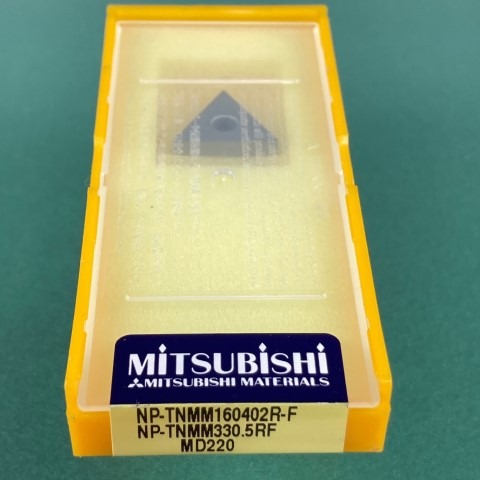 MITSUBISHI
MITSUBISHI MATERIALS
NP-TNMM160402R-F
NP-TNMM330.5RF
MD220